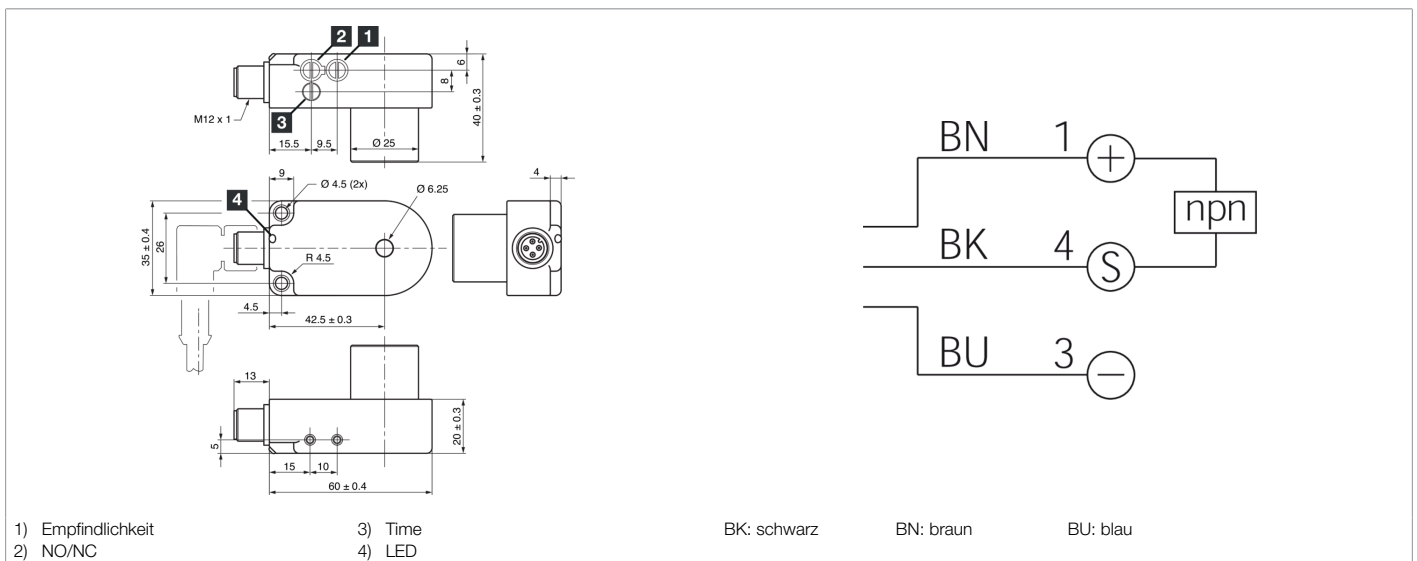 2 1
6
8
40 ± 0.3
M12 x 1
3
15.5 9.5 Ø 25
9
Ø 4.5 (2x)
Ø 6.25
4
4
35 ± 0.4
26
R 4.5
4.5
42.5 ± 0.3
13
5
20 ± 0.3
15 10
60 ± 0.4
BN 1 +
npn
BK 4 S
BU 3 −
1) Empfindlichkeit 3) Time BK: schwarz BN: braun BU: blau
2) NO/NC 4) LED